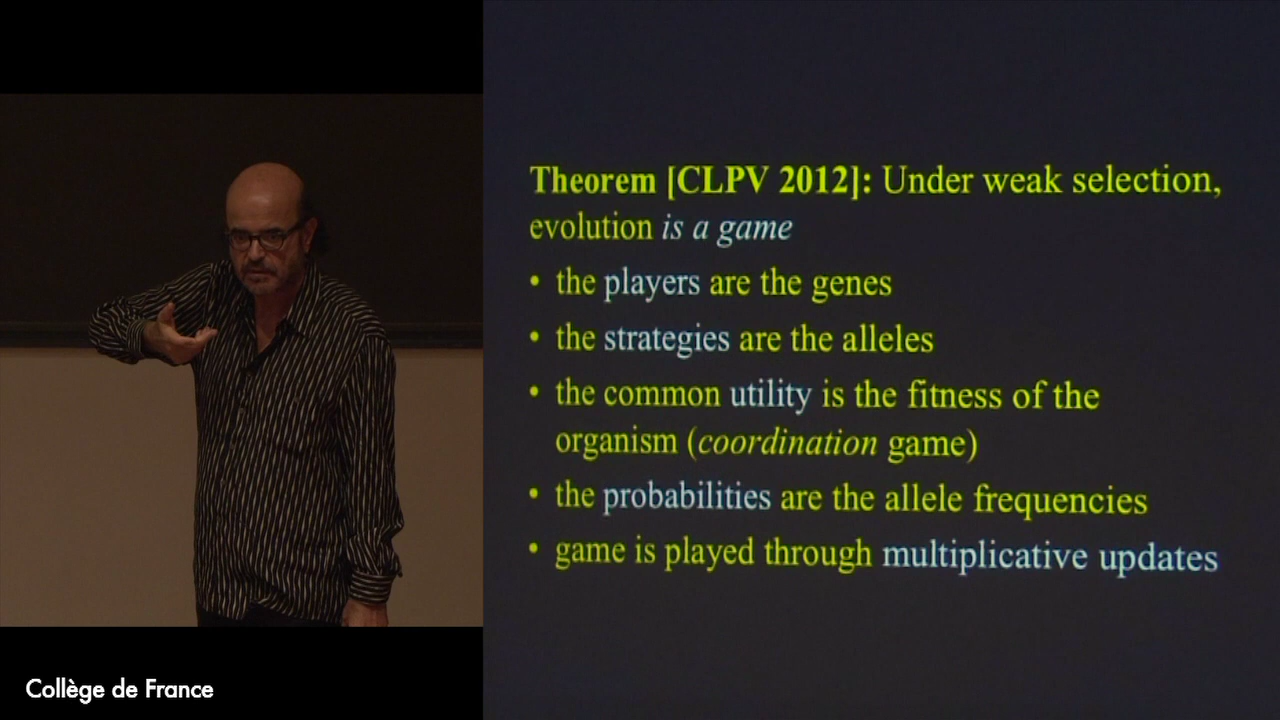 Theorem [CLPV 2012]: Under weak selection,
evolution is a game
• the players are the genes
• the strategies are the alleles
• the common utility is the fitness of the
organism (coordination game)
• the probabilities are the allele frequencies
• game is played through multiplicative updates
Collège de France